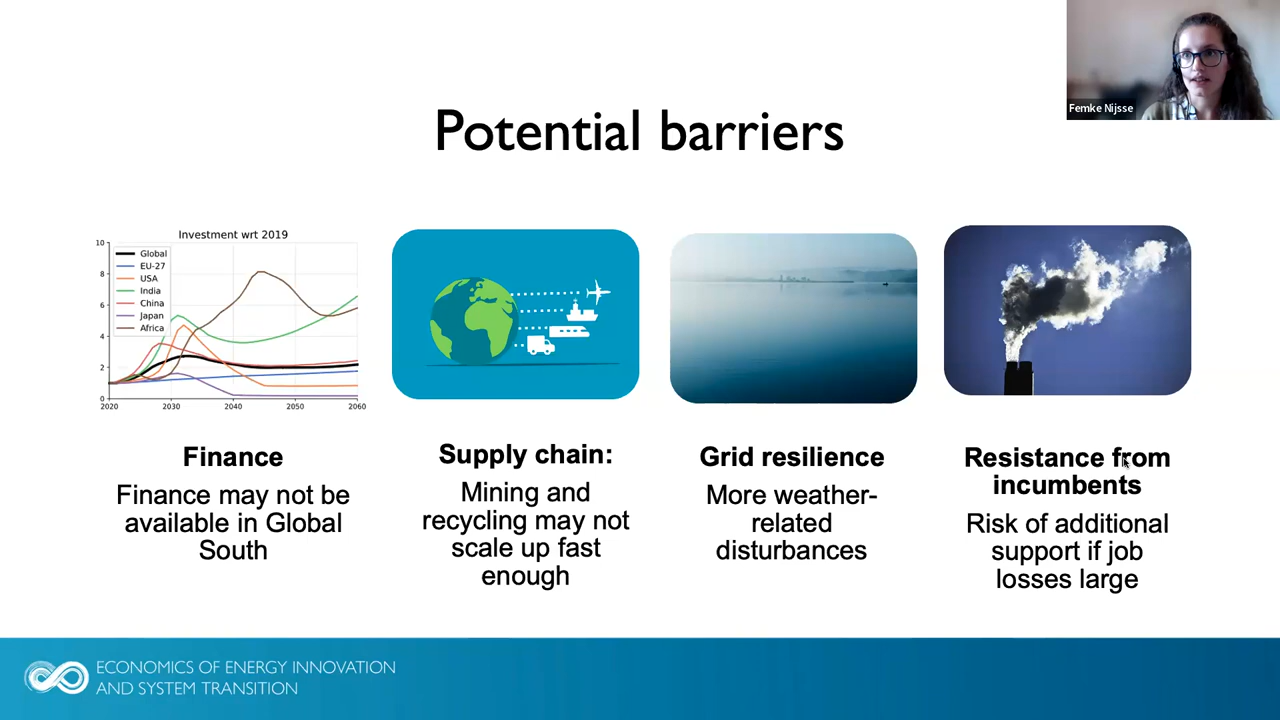 Femke Nijsse
Potential barriers
Investment wrt 2019
10
8
6
4
2
0
Global
EU-27
USA
India
China
Japan
Africa
2020
2030
2040
2050
2060
Finance
Finance may not be
available in Global
South
Supply chain:
Mining and
recycling may not
scale up fast
enough
Grid resilience
More weather-
related
disturbances
Resistance from
incumbents
Risk of additional
support if job
losses large
ECONOMICS OF ENERGY INNOVATION
AND SYSTEM TRANSITION